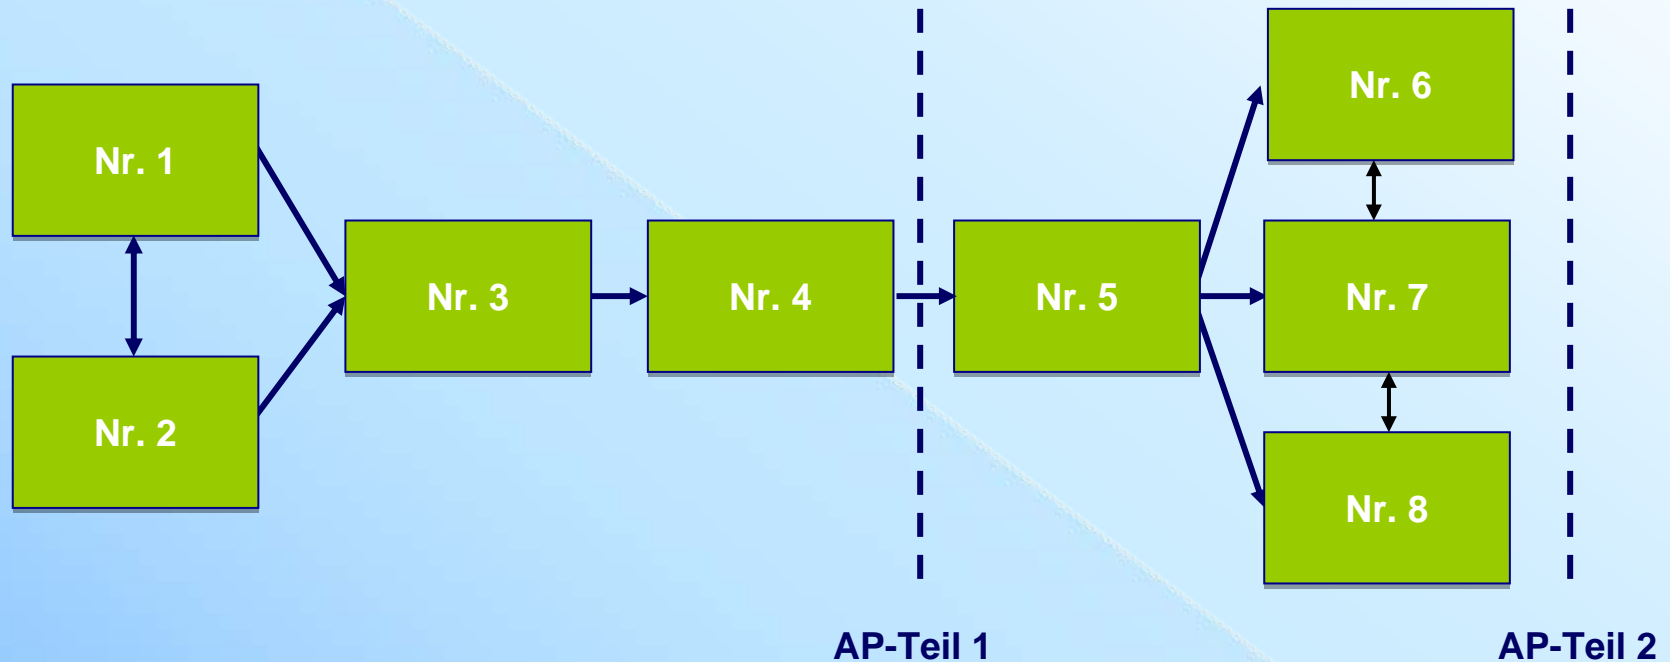 Nr. 1
Nr. 2
Nr. 3
Nr. 4
Nr. 5
Nr. 6
Nr. 7
Nr. 8
AP-Teil 1
AP-Teil 2